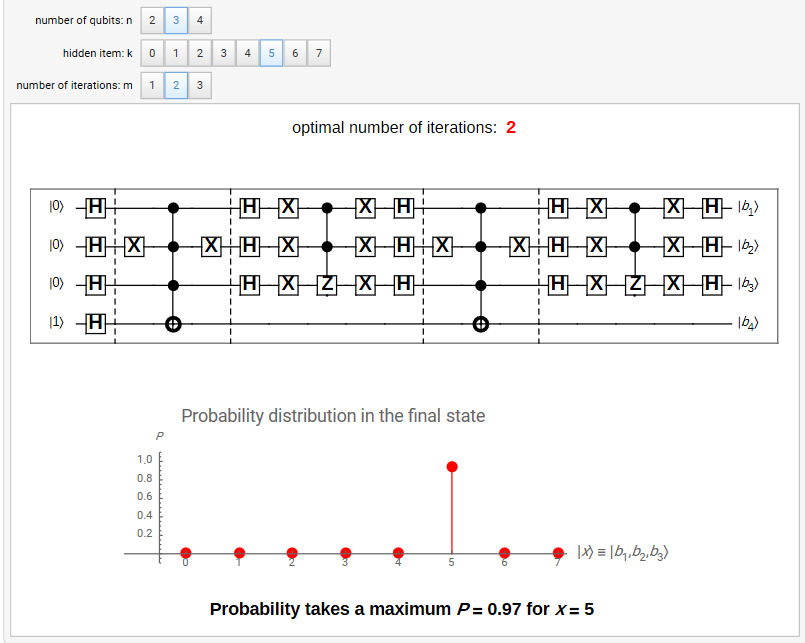 number of qubits: n 2 3 4
hidden item: k 0 1 2 3 4 5 6 7
number of iterations: m 1 2 3
optimal number of iterations: 2
|0⟩ H H X X H H X X H |b₁⟩
|0⟩ H X X H X X H X X H X X H |b₂⟩
|0⟩ H H X Z X H H X Z X H |b₃⟩
|1⟩ H |b₄⟩
Probability distribution in the final state
P
1.0
0.8
0.6
0.4
0.2
0 1 2 3 4 5 6 7
|x⟩ ≡ |b₁,b₂,b₃⟩
Probability takes a maximum P = 0.97 for x = 5